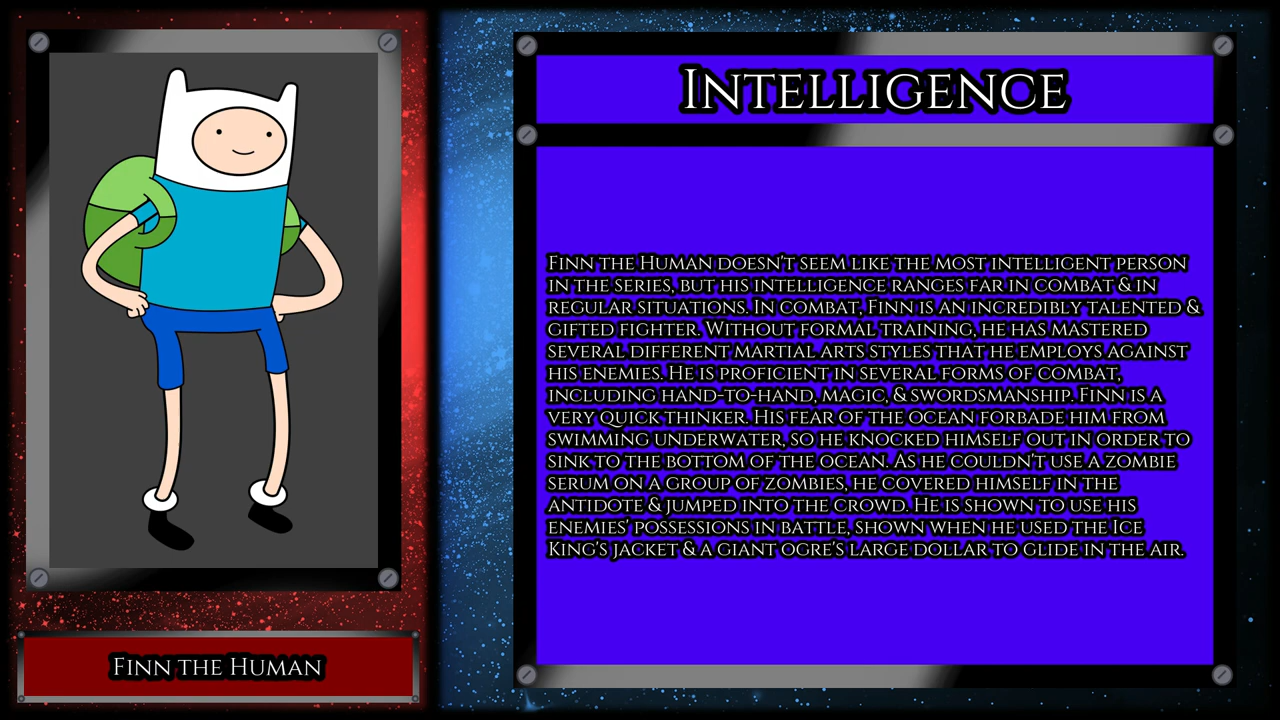 Intelligence
Finn the Human doesn't seem like the most intelligent person
in the series, but his intelligence ranges far in combat & in
regular situations. In combat, Finn is an incredibly talented &
gifted fighter. Without formal training, he has mastered
several different martial arts styles that he employs against
his enemies. He is proficient in several forms of combat,
including hand-to-hand, magic, & swordsmanship. Finn is a
very quick thinker. His fear of the ocean forbade him from
swimming underwater, so he knocked himself out in order to
sink to the bottom of the ocean. As he couldn't use a zombie
serum on a group of zombies, he covered himself in the
antidote & jumped into the crowd. He is shown to use his
enemies' possessions in battle, shown when he used the Ice
King's jacket & a giant ogre's large dollar to glide in the air.
Finn the Human